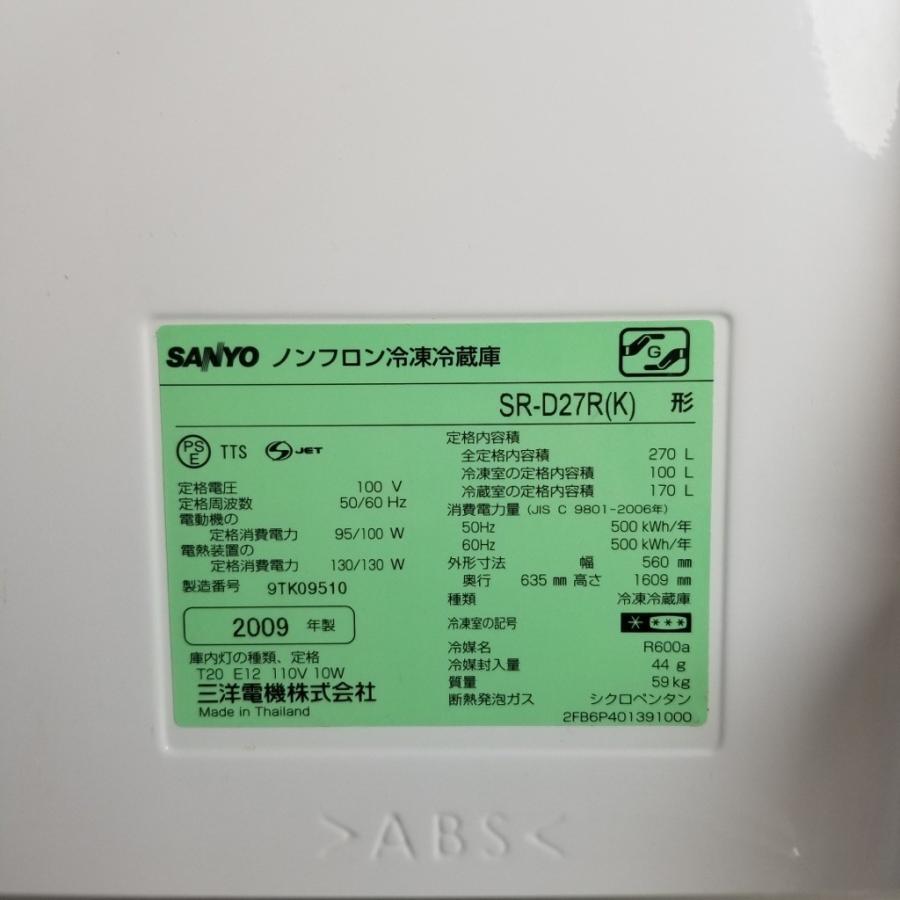 SANYO ノンフロン冷凍冷蔵庫
G
SR-D27R(K) 形
PS E TTS S JET
定格電圧 100 V
定格周波数 50/60 Hz
電動機の
定格消費電力 95/100 W
電熱装置の
定格消費電力 130/130 W
製造番号 9TK09510
2009 年製
庫内灯の種類、定格
T20 E12 110V 10W
三洋電機株式会社
Made in Thailand
定格内容積
全定格内容積 270 L
冷凍室の定格内容積 100 L
冷蔵室の定格内容積 170 L
消費電力量 (JIS C 9801-2006年)
50Hz 500 kWh/年
60Hz 500 kWh/年
外形寸法 幅 560 mm
奥行 635 mm 高さ 1609 mm
種類 冷凍冷蔵庫
冷凍室の記号 * ***
冷媒名 R600a
冷媒封入量 44 g
質量 59 kg
断熱発泡ガス シクロペンタン
2FB6P401391000
>ABS<